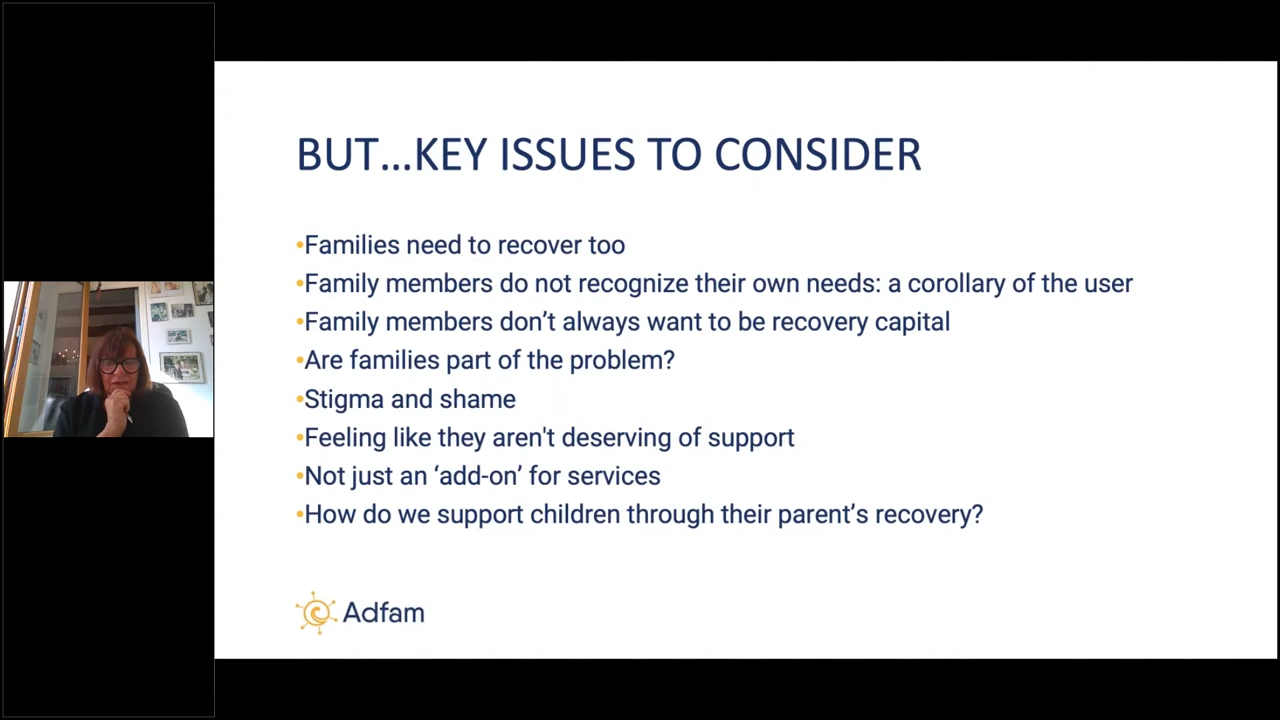 BUT...KEY ISSUES TO CONSIDER
•Families need to recover too
•Family members do not recognize their own needs: a corollary of the user
•Family members don’t always want to be recovery capital
•Are families part of the problem?
•Stigma and shame
•Feeling like they aren't deserving of support
•Not just an ‘add-on’ for services
•How do we support children through their parent’s recovery?
Adfam